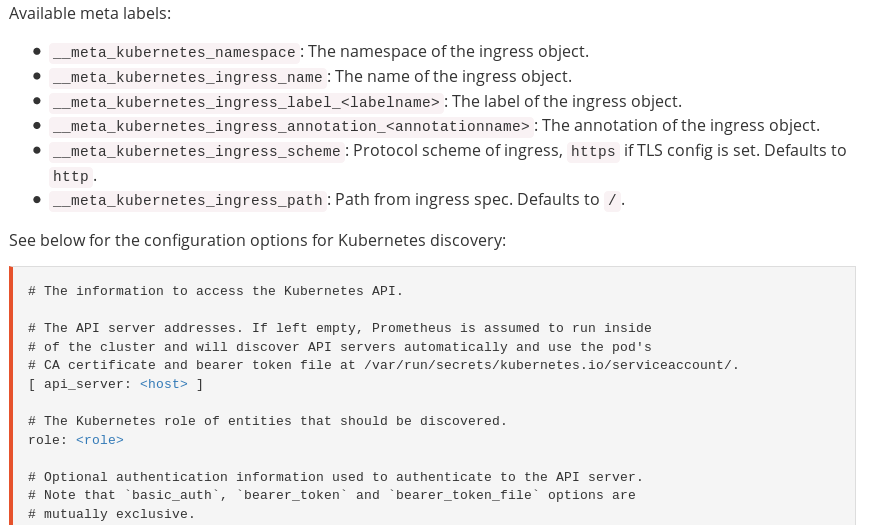 Available meta labels:
__meta_kubernetes_namespace: The namespace of the ingress object.
__meta_kubernetes_ingress_name: The name of the ingress object.
__meta_kubernetes_ingress_label_<labelname>: The label of the ingress object.
__meta_kubernetes_ingress_annotation_<annotationname>: The annotation of the ingress object.
__meta_kubernetes_ingress_scheme: Protocol scheme of ingress, https if TLS config is set. Defaults to
http.
__meta_kubernetes_ingress_path: Path from ingress spec. Defaults to /.
See below for the configuration options for Kubernetes discovery:
# The information to access the Kubernetes API.
# The API server addresses. If left empty, Prometheus is assumed to run inside
# of the cluster and will discover API servers automatically and use the pod's
# CA certificate and bearer token file at /var/run/secrets/kubernetes.io/serviceaccount/.
[ api_server: <host> ]
# The Kubernetes role of entities that should be discovered.
role: <role>
# Optional authentication information used to authenticate to the API server.
# Note that `basic_auth`, `bearer_token` and `bearer_token_file` options are
# mutually exclusive.